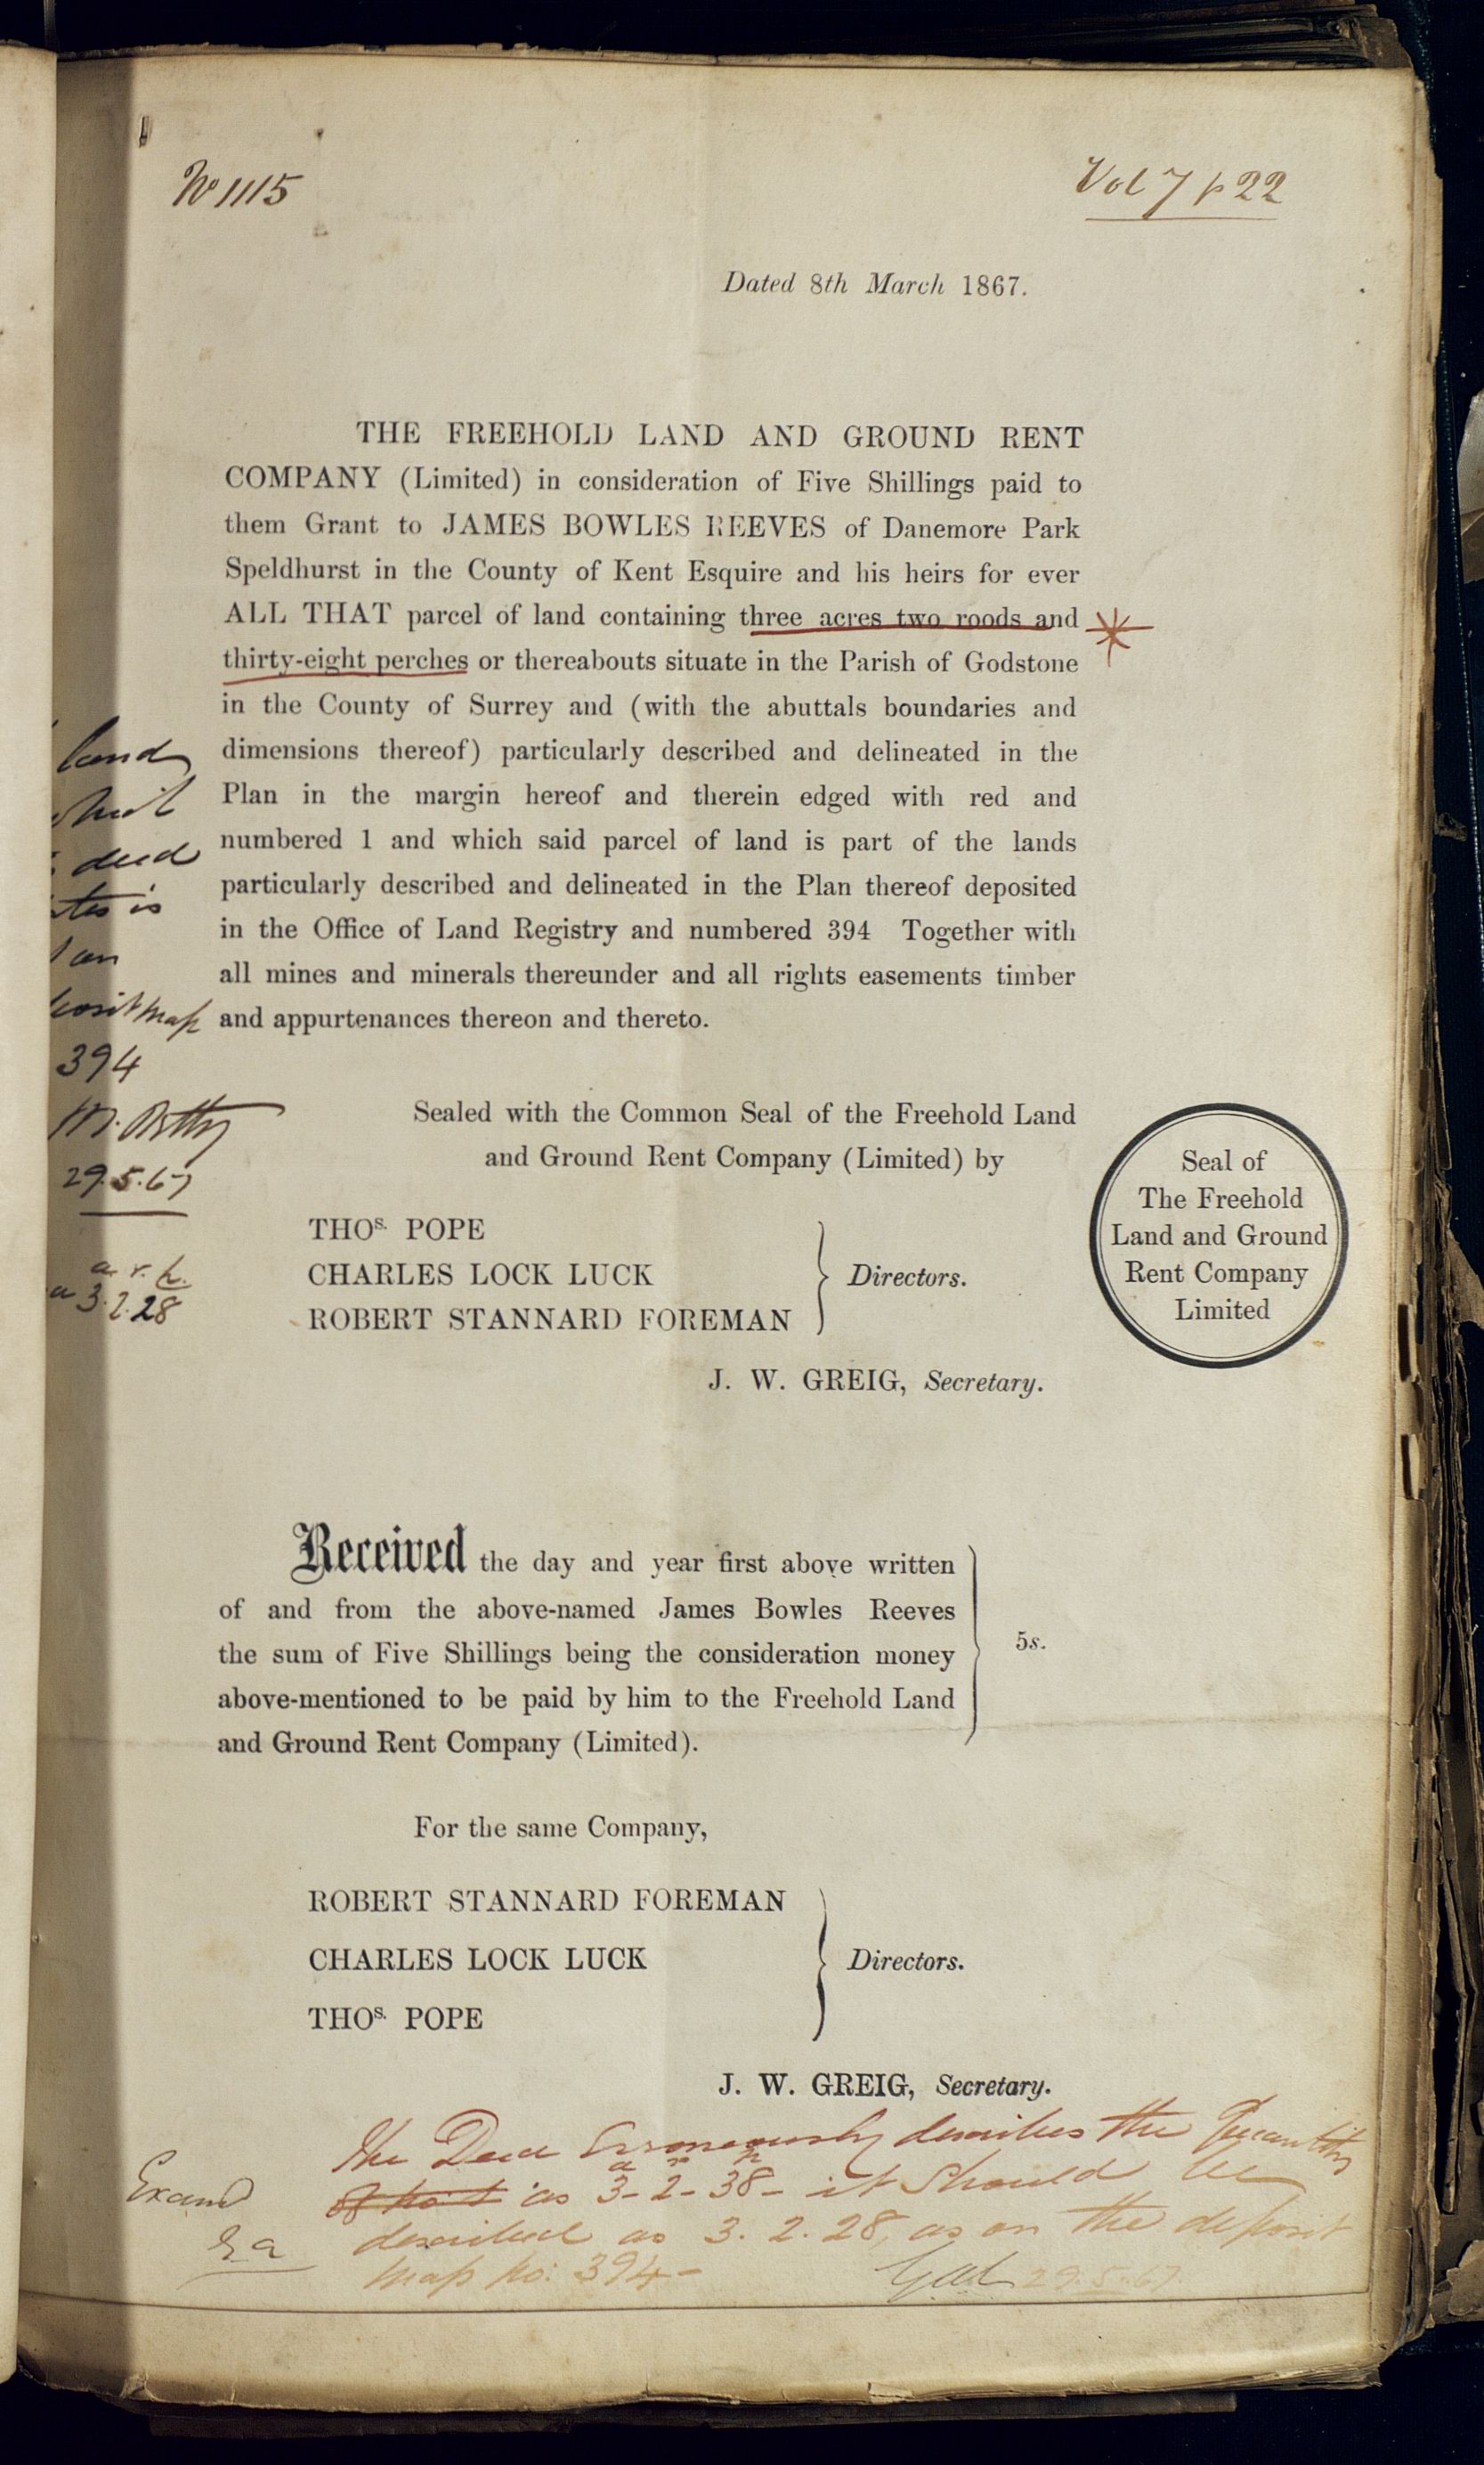 No 1115
Vol 7 p 22
Dated 8th March 1867.
THE FREEHOLD LAND AND GROUND RENT
COMPANY (Limited) in consideration of Five Shillings paid to
them Grant to JAMES BOWLES REEVES of Danemore Park
Speldhurst in the County of Kent Esquire and his heirs for ever
ALL THAT parcel of land containing three acres two roods and
thirty-eight perches or thereabouts situate in the Parish of Godstone
in the County of Surrey and (with the abuttals boundaries and
dimensions thereof) particularly described and delineated in the
Plan in the margin hereof and therein edged with red and
numbered 1 and which said parcel of land is part of the lands
particularly described and delineated in the Plan thereof deposited
in the Office of Land Registry and numbered 394 Together with
all mines and minerals thereunder and all rights easements timber
and appurtenances thereon and thereto.
land
deed
is
on
map
394
29.5.67
a r. p.
3.2.28
Sealed with the Common Seal of the Freehold Land
and Ground Rent Company (Limited) by
THOs. POPE
CHARLES LOCK LUCK
ROBERT STANNARD FOREMAN
Directors.
J. W. GREIG, Secretary.
Seal of
The Freehold
Land and Ground
Rent Company
Limited
Received the day and year first above written
of and from the above-named James Bowles Reeves
the sum of Five Shillings being the consideration money
above-mentioned to be paid by him to the Freehold Land
and Ground Rent Company (Limited).
5s.
For the same Company,
ROBERT STANNARD FOREMAN
CHARLES LOCK LUCK
THOs. POPE
Directors.
J. W. GREIG, Secretary.
The Deed Erroneously describes the Quantity
as 3-2-38- it should be
described as 3.2.28, as on the deposit
map No: 394-
29.5.67
Examd